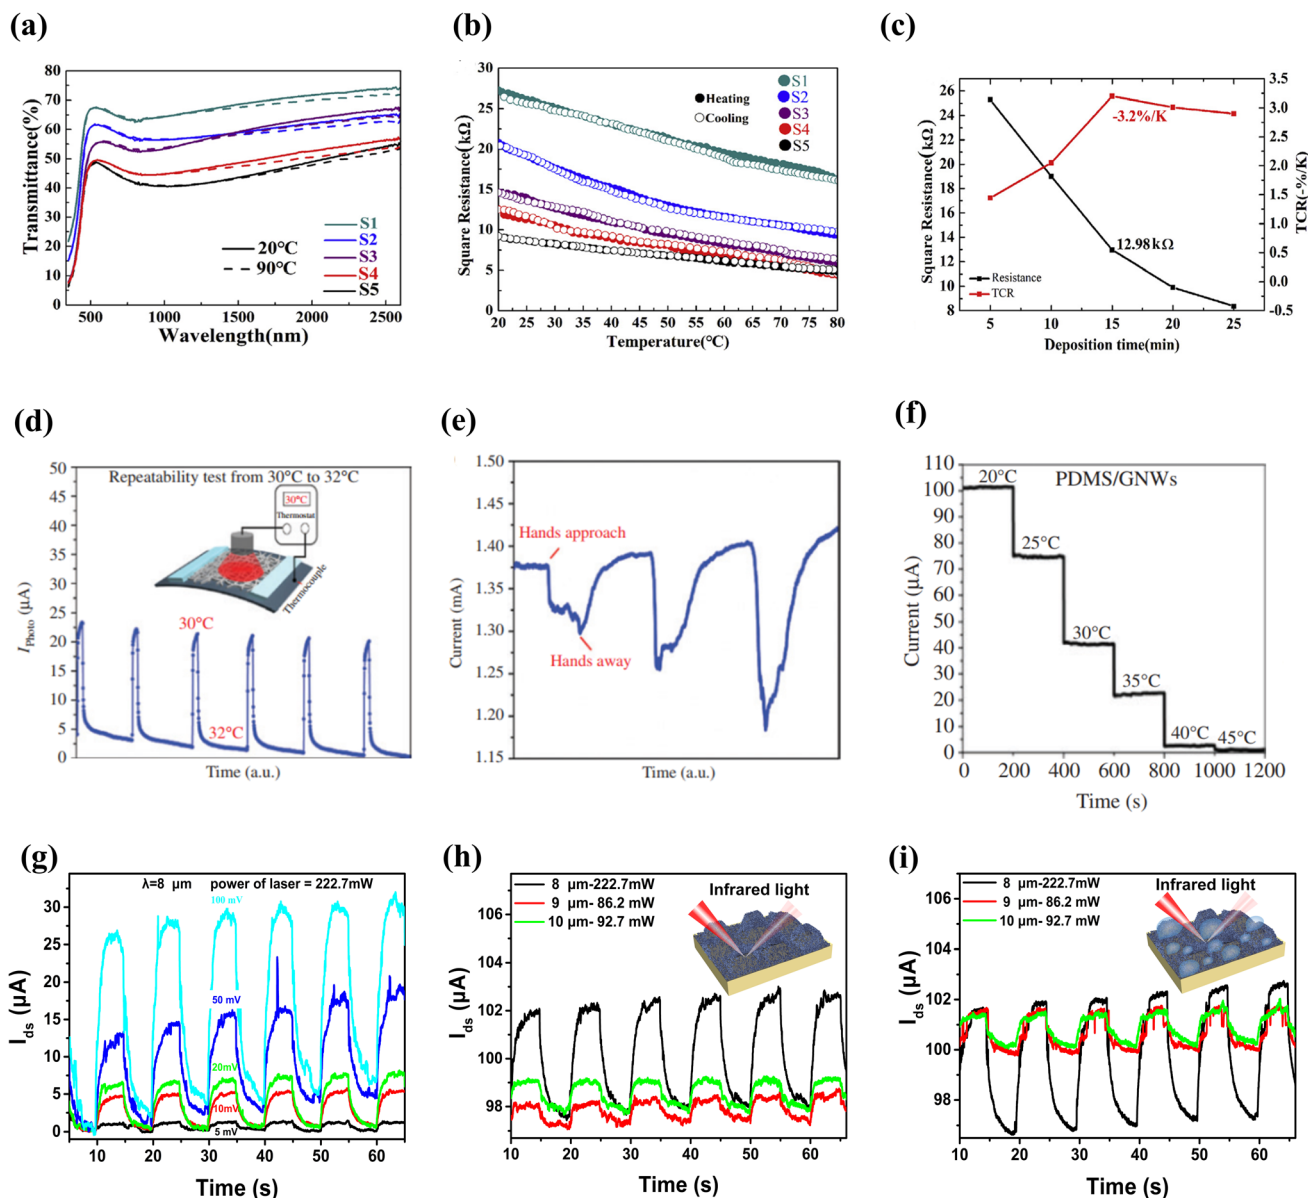 (a)
Transmittance(%)
80
70
60
50
40
30
20
10
0
S1
S2
S3
S4
S5
20℃
90℃
500
1000
1500
2000
2500
Wavelength(nm)
(b)
Square Resistance(kΩ)
30
25
20
15
10
5
0
Heating
Cooling
S1
S2
S3
S4
S5
20 25 30 35 40 45 50 55 60 65 70 75 80
Temperature(℃)
(c)
Square Resistance(kΩ)
26
24
22
20
18
16
14
12
10
8
-3.2%/K
12.98kΩ
Resistance
TCR
3.5
3.0
2.5
2.0
1.5
1.0
0.5
0.0
-0.5
TCR(-%/K)
5 10 15 20 25
Deposition time(min)
(d)
I Photo (μA)
50
45
40
35
30
25
20
15
10
5
0
Repeatability test from 30°C to 32°C
30°C
Thermostat
Thermocouple
30°C
32°C
Time (a.u.)
(e)
Current (mA)
1.50
1.40
1.35
1.30
1.25
1.20
1.15
Hands approach
Hands away
Time (a.u.)
(f)
Current (μA)
110
100
90
80
70
60
50
40
30
20
10
0
PDMS/GNWs
20°C
25°C
30°C
35°C
40°C
45°C
0 200 400 600 800 1000 1200
Time (s)
(g)
Ids (μA)
30
25
20
15
10
5
0
λ=8 μm power of laser = 222.7mW
100 mV
50 mV
20mV
10mV
5 mV
10 20 30 40 50 60
Time (s)
(h)
Ids (μA)
106
104
102
100
98
8 μm-222.7mW
9 μm- 86.2 mW
10 μm- 92.7 mW
Infrared light
10 20 30 40 50 60
Time (s)
(i)
Ids (μA)
106
104
102
100
98
8 μm-222.7mW
9 μm- 86.2 mW
10 μm- 92.7 mW
Infrared light
10 20 30 40 50 60
Time (s)